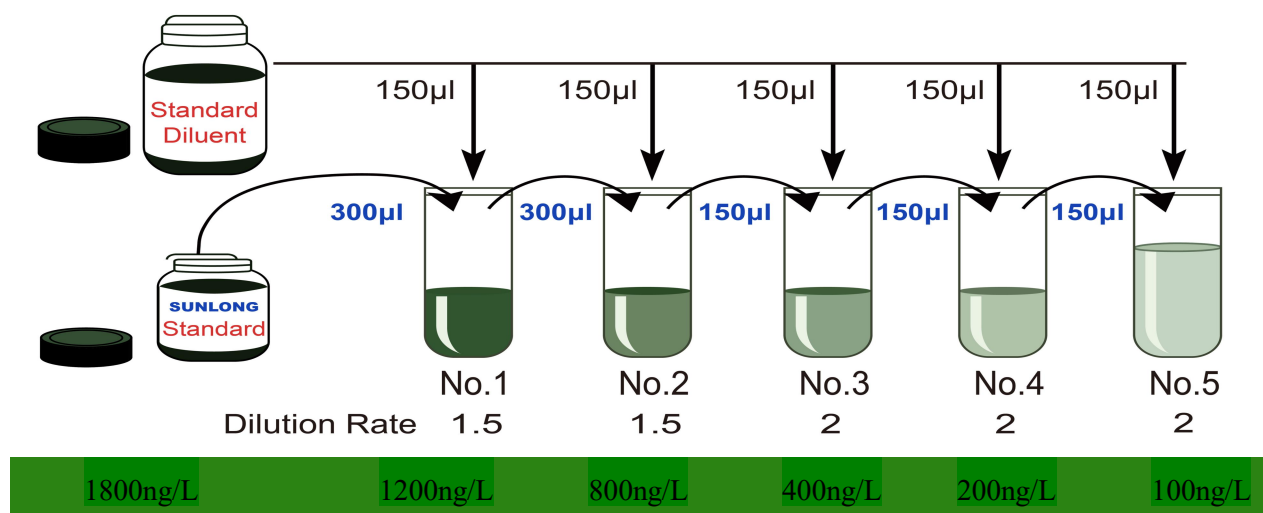 150µl 150µl 150µl 150µl 150µl
Standard
Diluent
300µl 300µl 150µl 150µl 150µl
SUNLONG
Standard
No.1 No.2 No.3 No.4 No.5
Dilution Rate 1.5 1.5 2 2 2
1800ng/L 1200ng/L 800ng/L 400ng/L 200ng/L 100ng/L